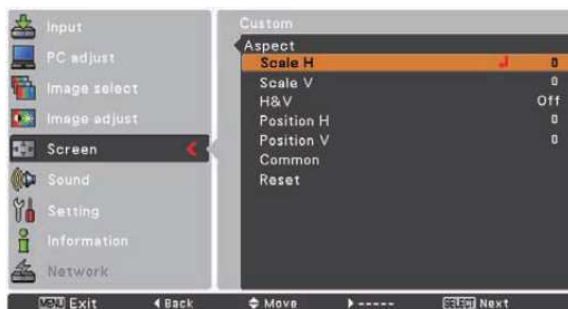 Input
PC adjust
Image select
Image adjust
Screen
Sound
Setting
Information
Network
Custom
Aspect
Scale H 0
Scale V 0
H&V Off
Position H 0
Position V 0
Common
Reset
MENU Exit Back Move ----- SELECT Next